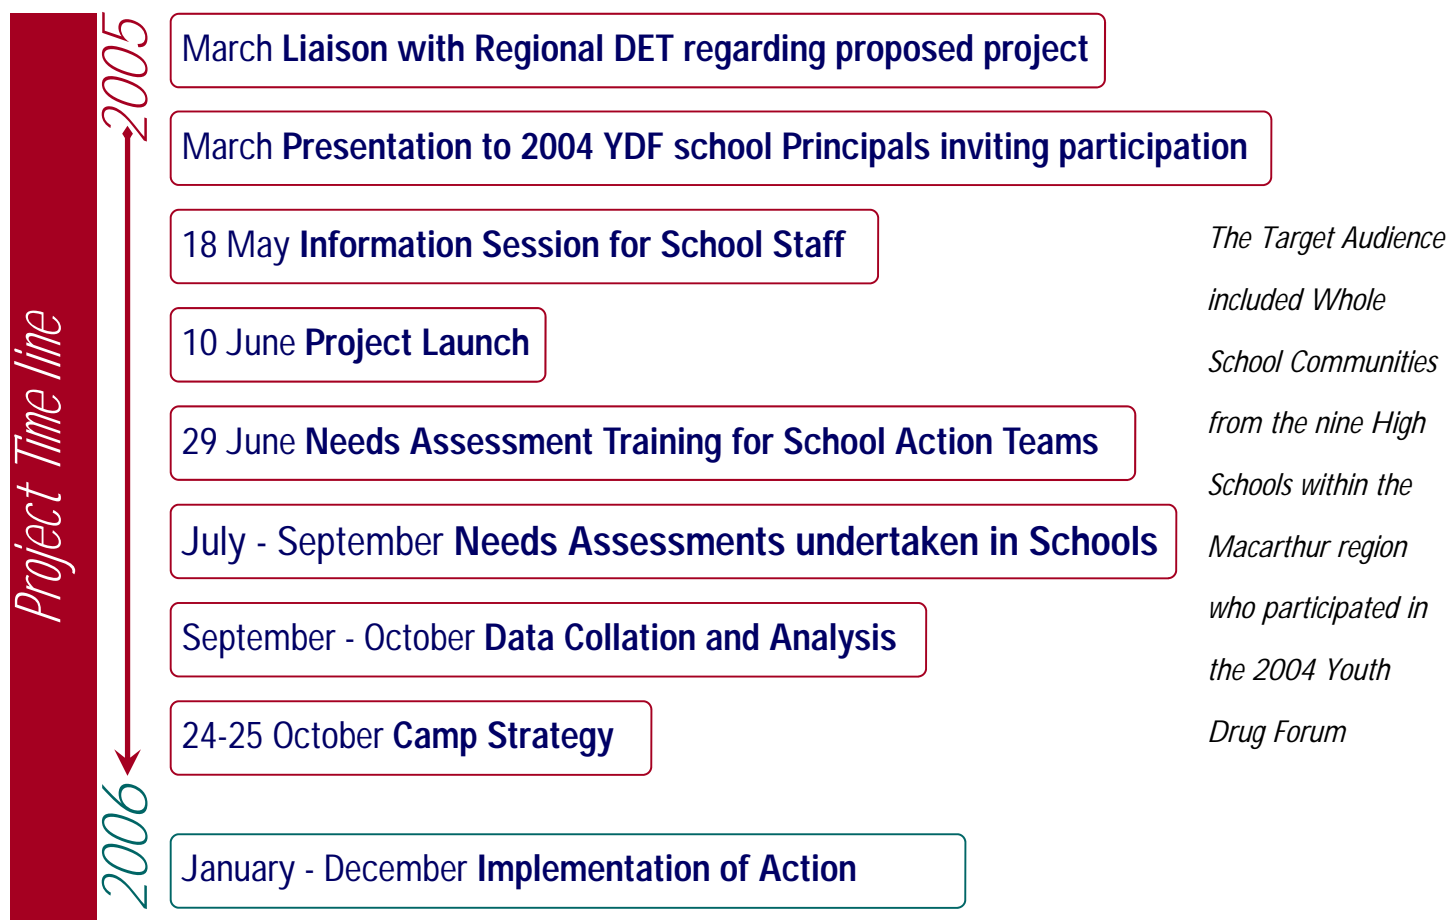 Project Time line
2005
March Liaison with Regional DET regarding proposed project
March Presentation to 2004 YDF school Principals inviting participation
18 May Information Session for School Staff
10 June Project Launch
29 June Needs Assessment Training for School Action Teams
July - September Needs Assessments undertaken in Schools
September - October Data Collation and Analysis
24-25 October Camp Strategy
2006
January - December Implementation of Action
The Target Audience
included Whole
School Communities
from the nine High
Schools within the
Macarthur region
who participated in
the 2004 Youth
Drug Forum